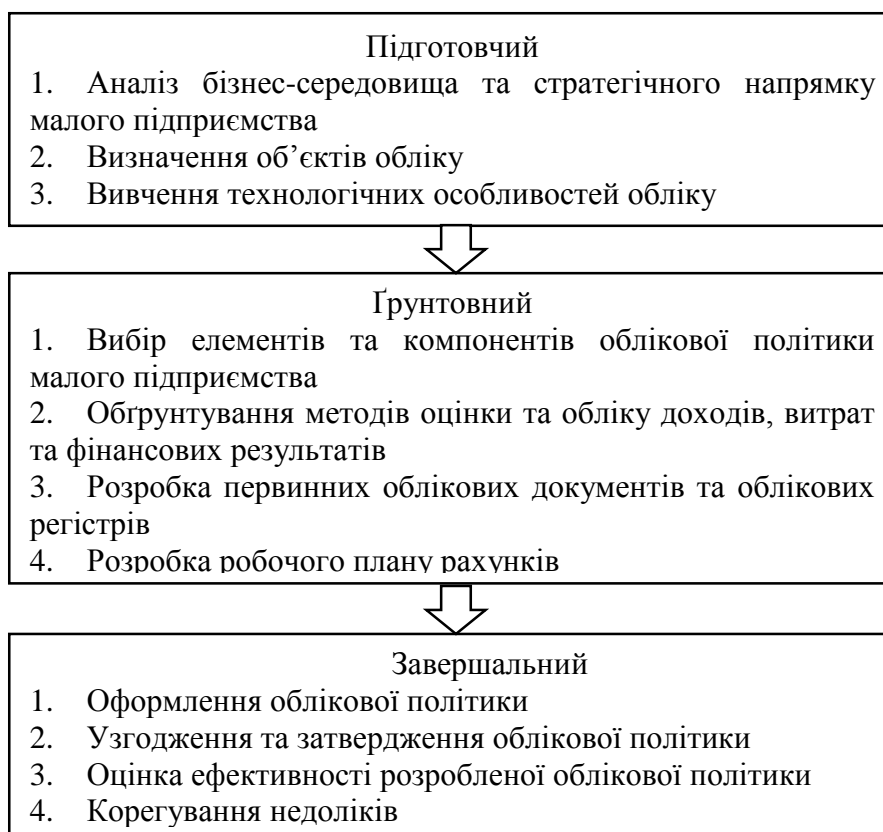 Підготовчий
1. Аналіз бізнес-середовища та стратегічного напрямку
малого підприємства
2. Визначення об’єктів обліку
3. Вивчення технологічних особливостей обліку
Ґрунтовний
1. Вибір елементів та компонентів облікової політики
малого підприємства
2. Обґрунтування методів оцінки та обліку доходів, витрат
та фінансових результатів
3. Розробка первинних облікових документів та облікових
регістрів
4. Розробка робочого плану рахунків
Завершальний
1. Оформлення облікової політики
2. Узгодження та затвердження облікової політики
3. Оцінка ефективності розробленої облікової політики
4. Корегування недоліків